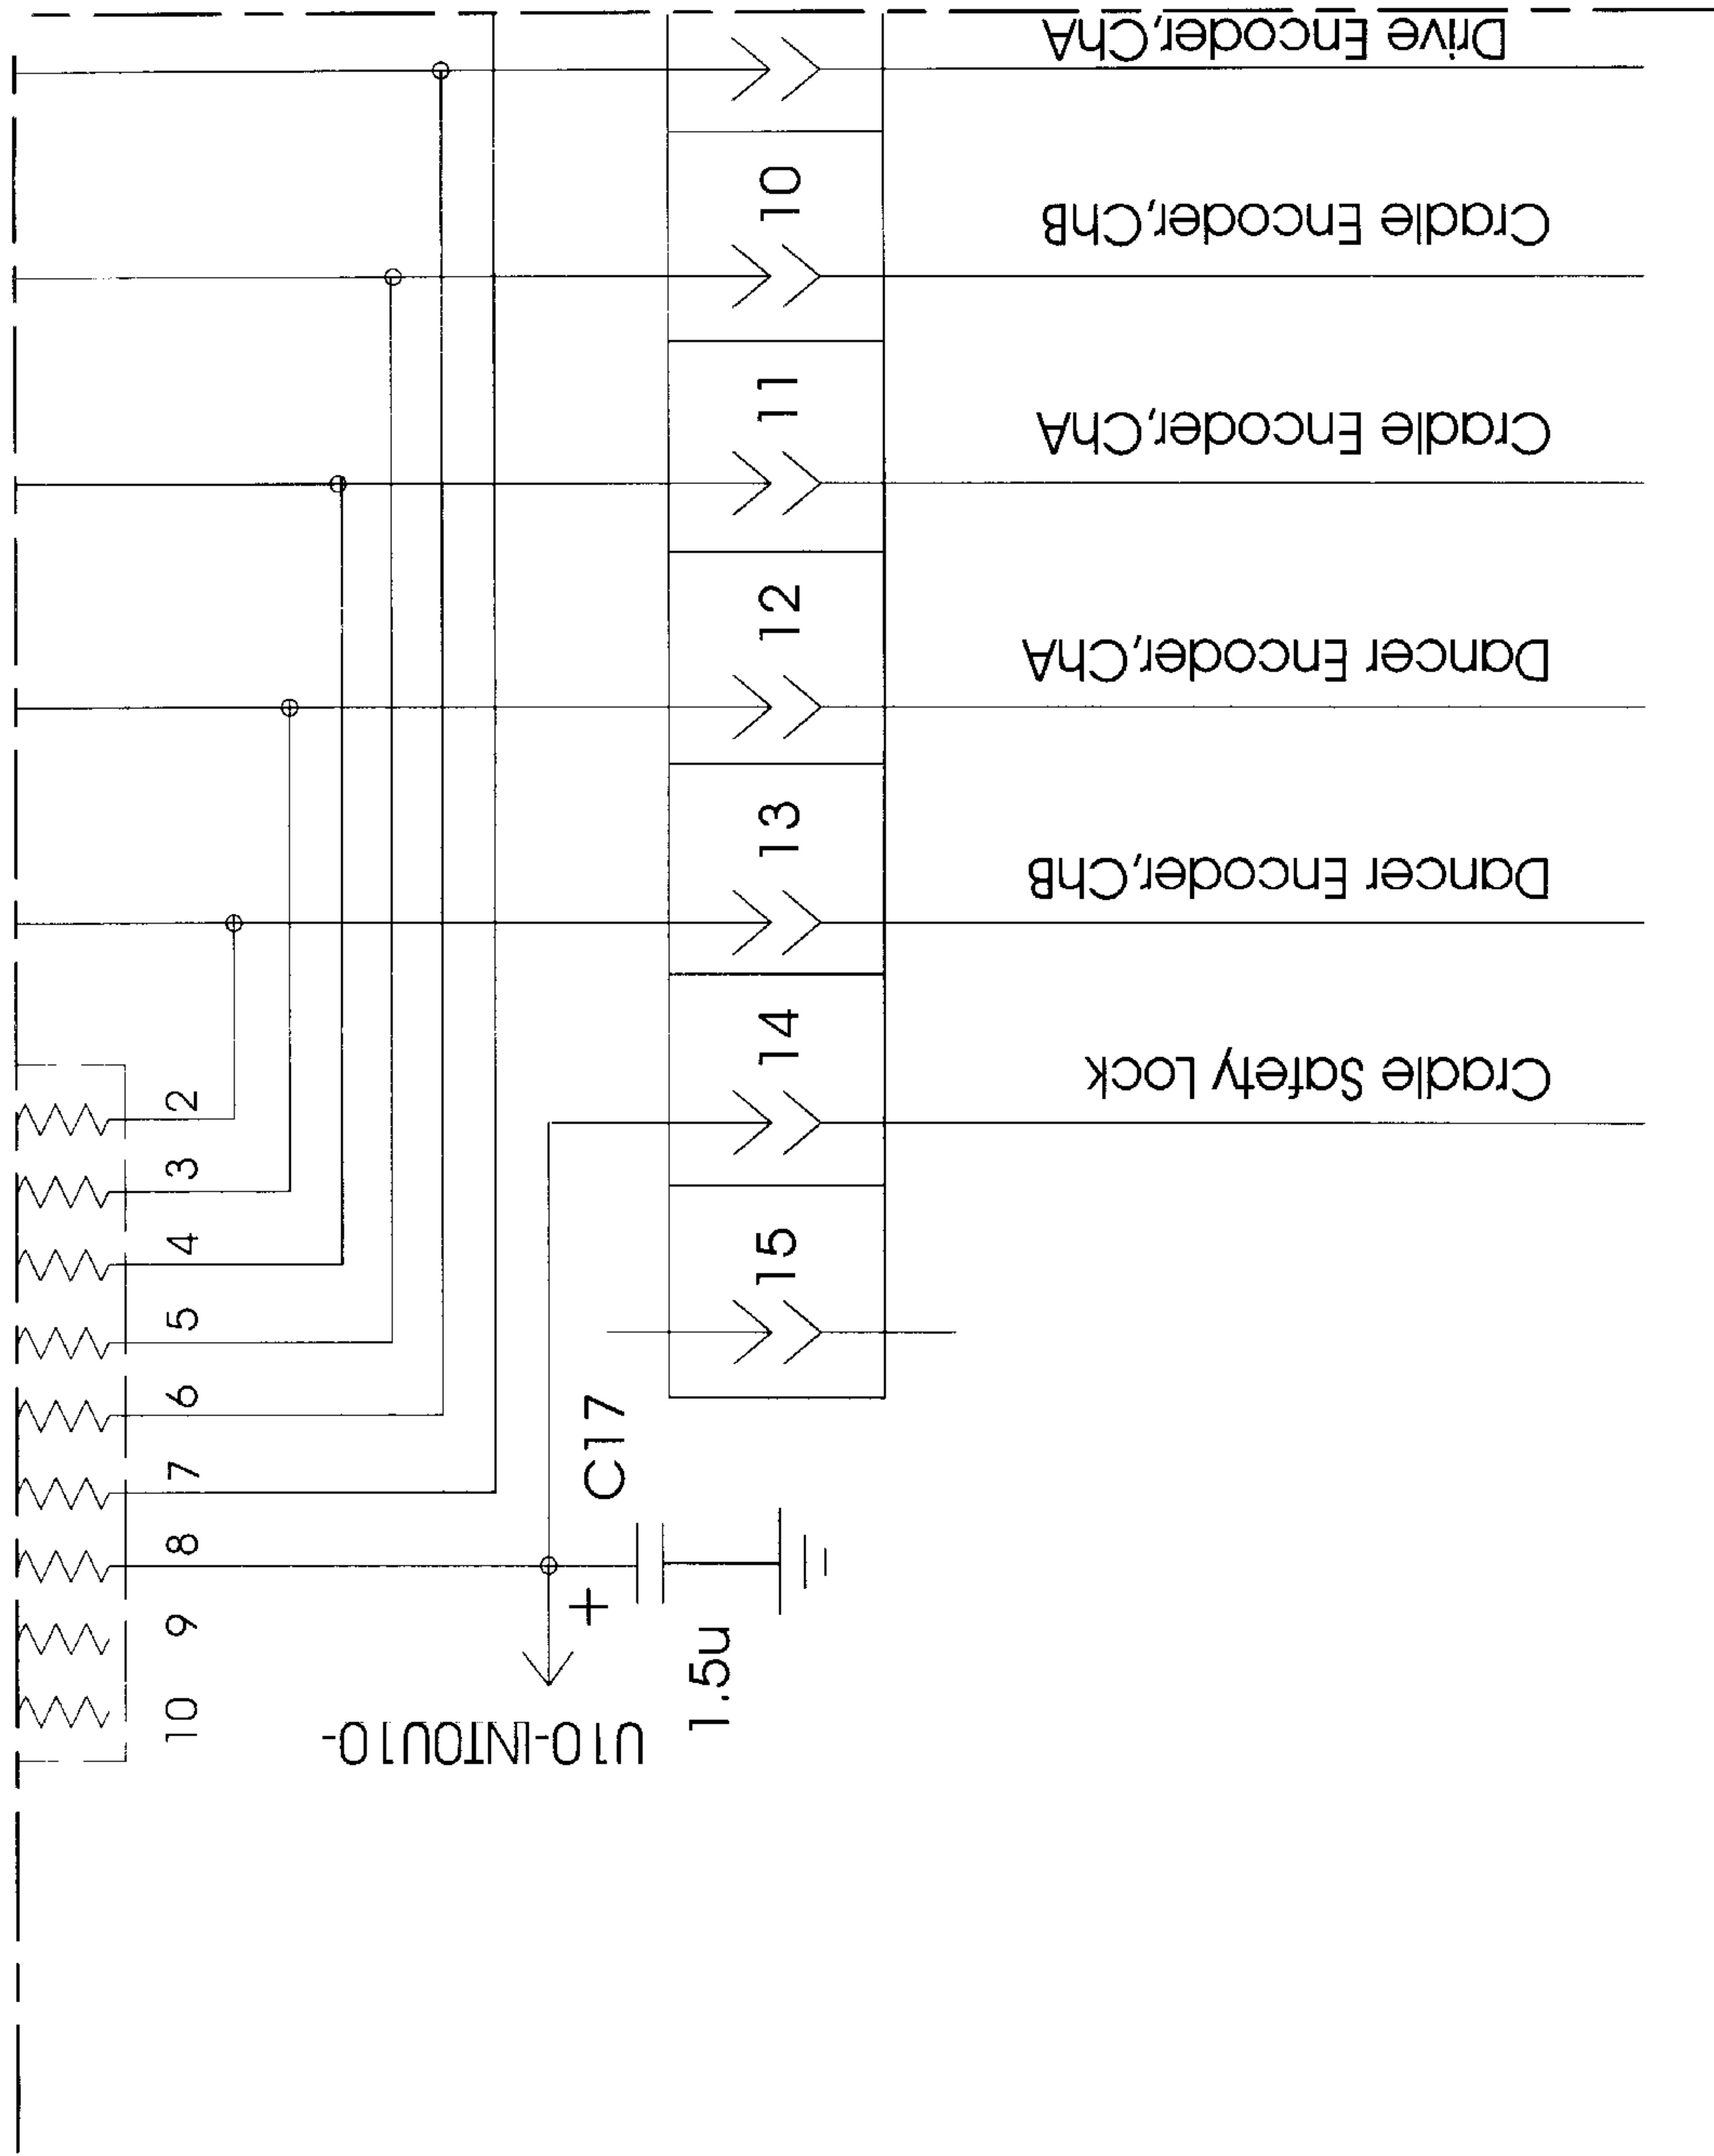 Drive Encoder,ChA
10
Cradle Encoder,ChB
11
Cradle Encoder,ChA
12
Dancer Encoder,ChA
13
Dancer Encoder,ChB
14
Cradle Safety Lock
15
2
3
4
5
6
7
8
9
10
C17
+
1.5u
U10-INTOU10-